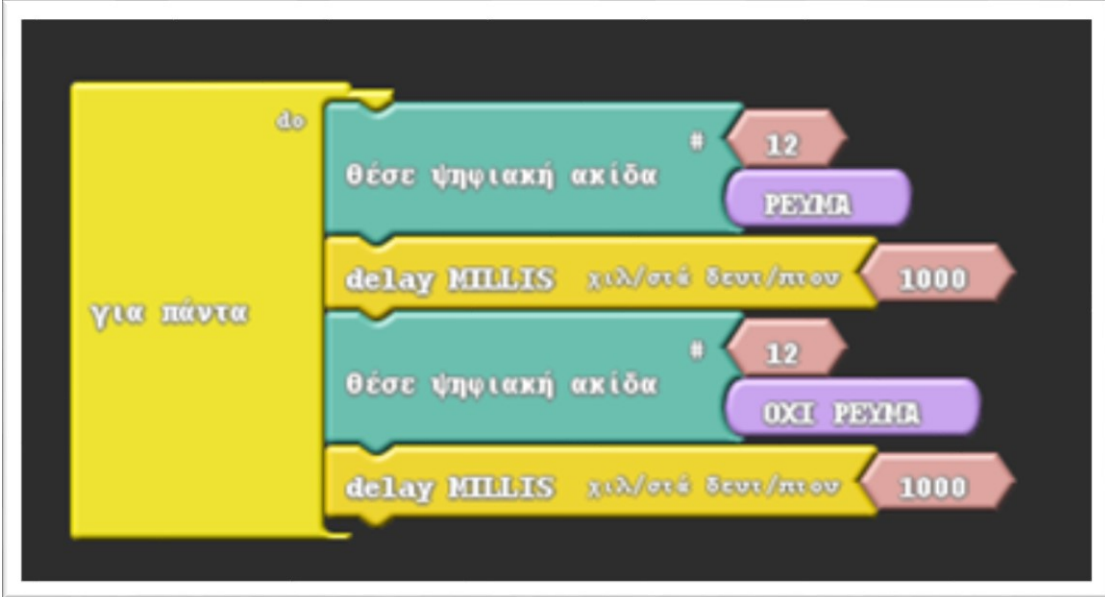 do
# 12
θέσε ψηφιακή ακίδα
ΡΕΥΜΑ
delay MILLIS χιλ/στά δευτ/πτου 1000
για πάντα
# 12
θέσε ψηφιακή ακίδα
ΟΧΙ ΡΕΥΜΑ
delay MILLIS χιλ/στά δευτ/πτου 1000